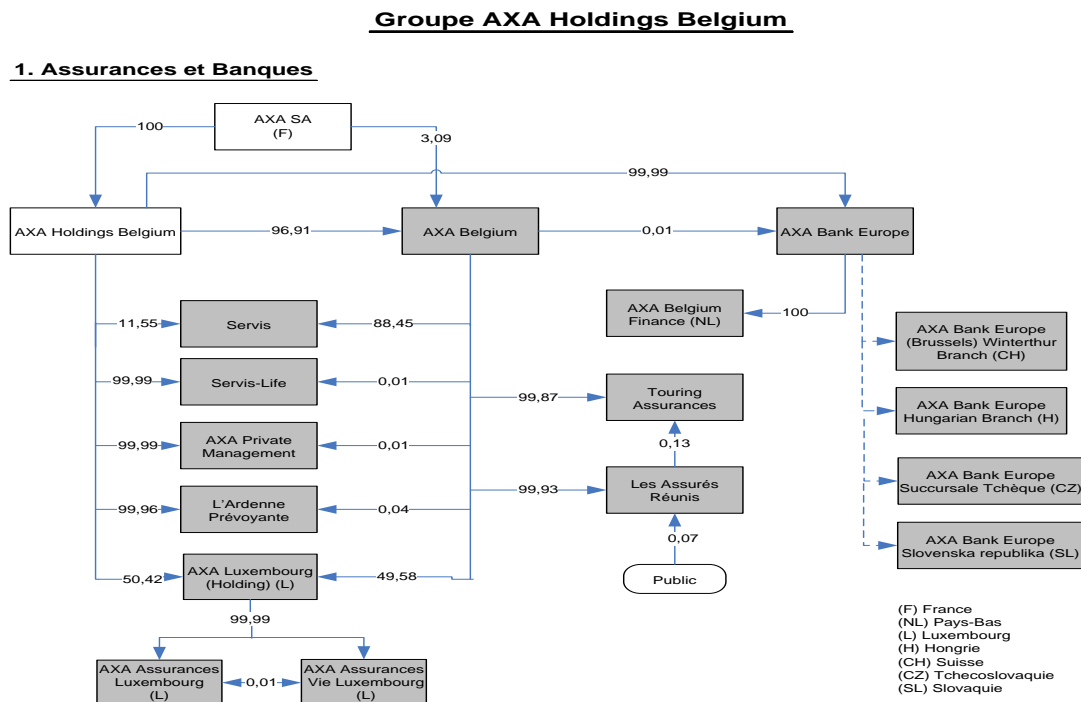 Groupe AXA Holdings Belgium
1. Assurances et Banques
AXA SA
(F)
100
3,09
99,99
AXA Holdings Belgium
96,91
AXA Belgium
0,01
AXA Bank Europe
AXA Belgium
Finance (NL)
100
11,55
Servis
88,45
AXA Bank Europe
(Brussels) Winterthur
Branch (CH)
99,99
Servis-Life
0,01
99,87
Touring
Assurances
AXA Bank Europe
Hungarian Branch (H)
99,99
AXA Private
Management
0,01
0,13
99,93
Les Assurés
Réunis
AXA Bank Europe
Succursale Tchèque (CZ)
99,96
L'Ardenne
Prévoyante
0,04
0,07
AXA Bank Europe
Slovenska republika (SL)
50,42
AXA Luxembourg
(Holding) (L)
49,58
Public
99,99
AXA Assurances
Luxembourg
(L)
0,01
AXA Assurances
Vie Luxembourg
(L)
(F) France
(NL) Pays-Bas
(L) Luxembourg
(H) Hongrie
(CH) Suisse
(CZ) Tchecoslovaquie
(SL) Slovaquie